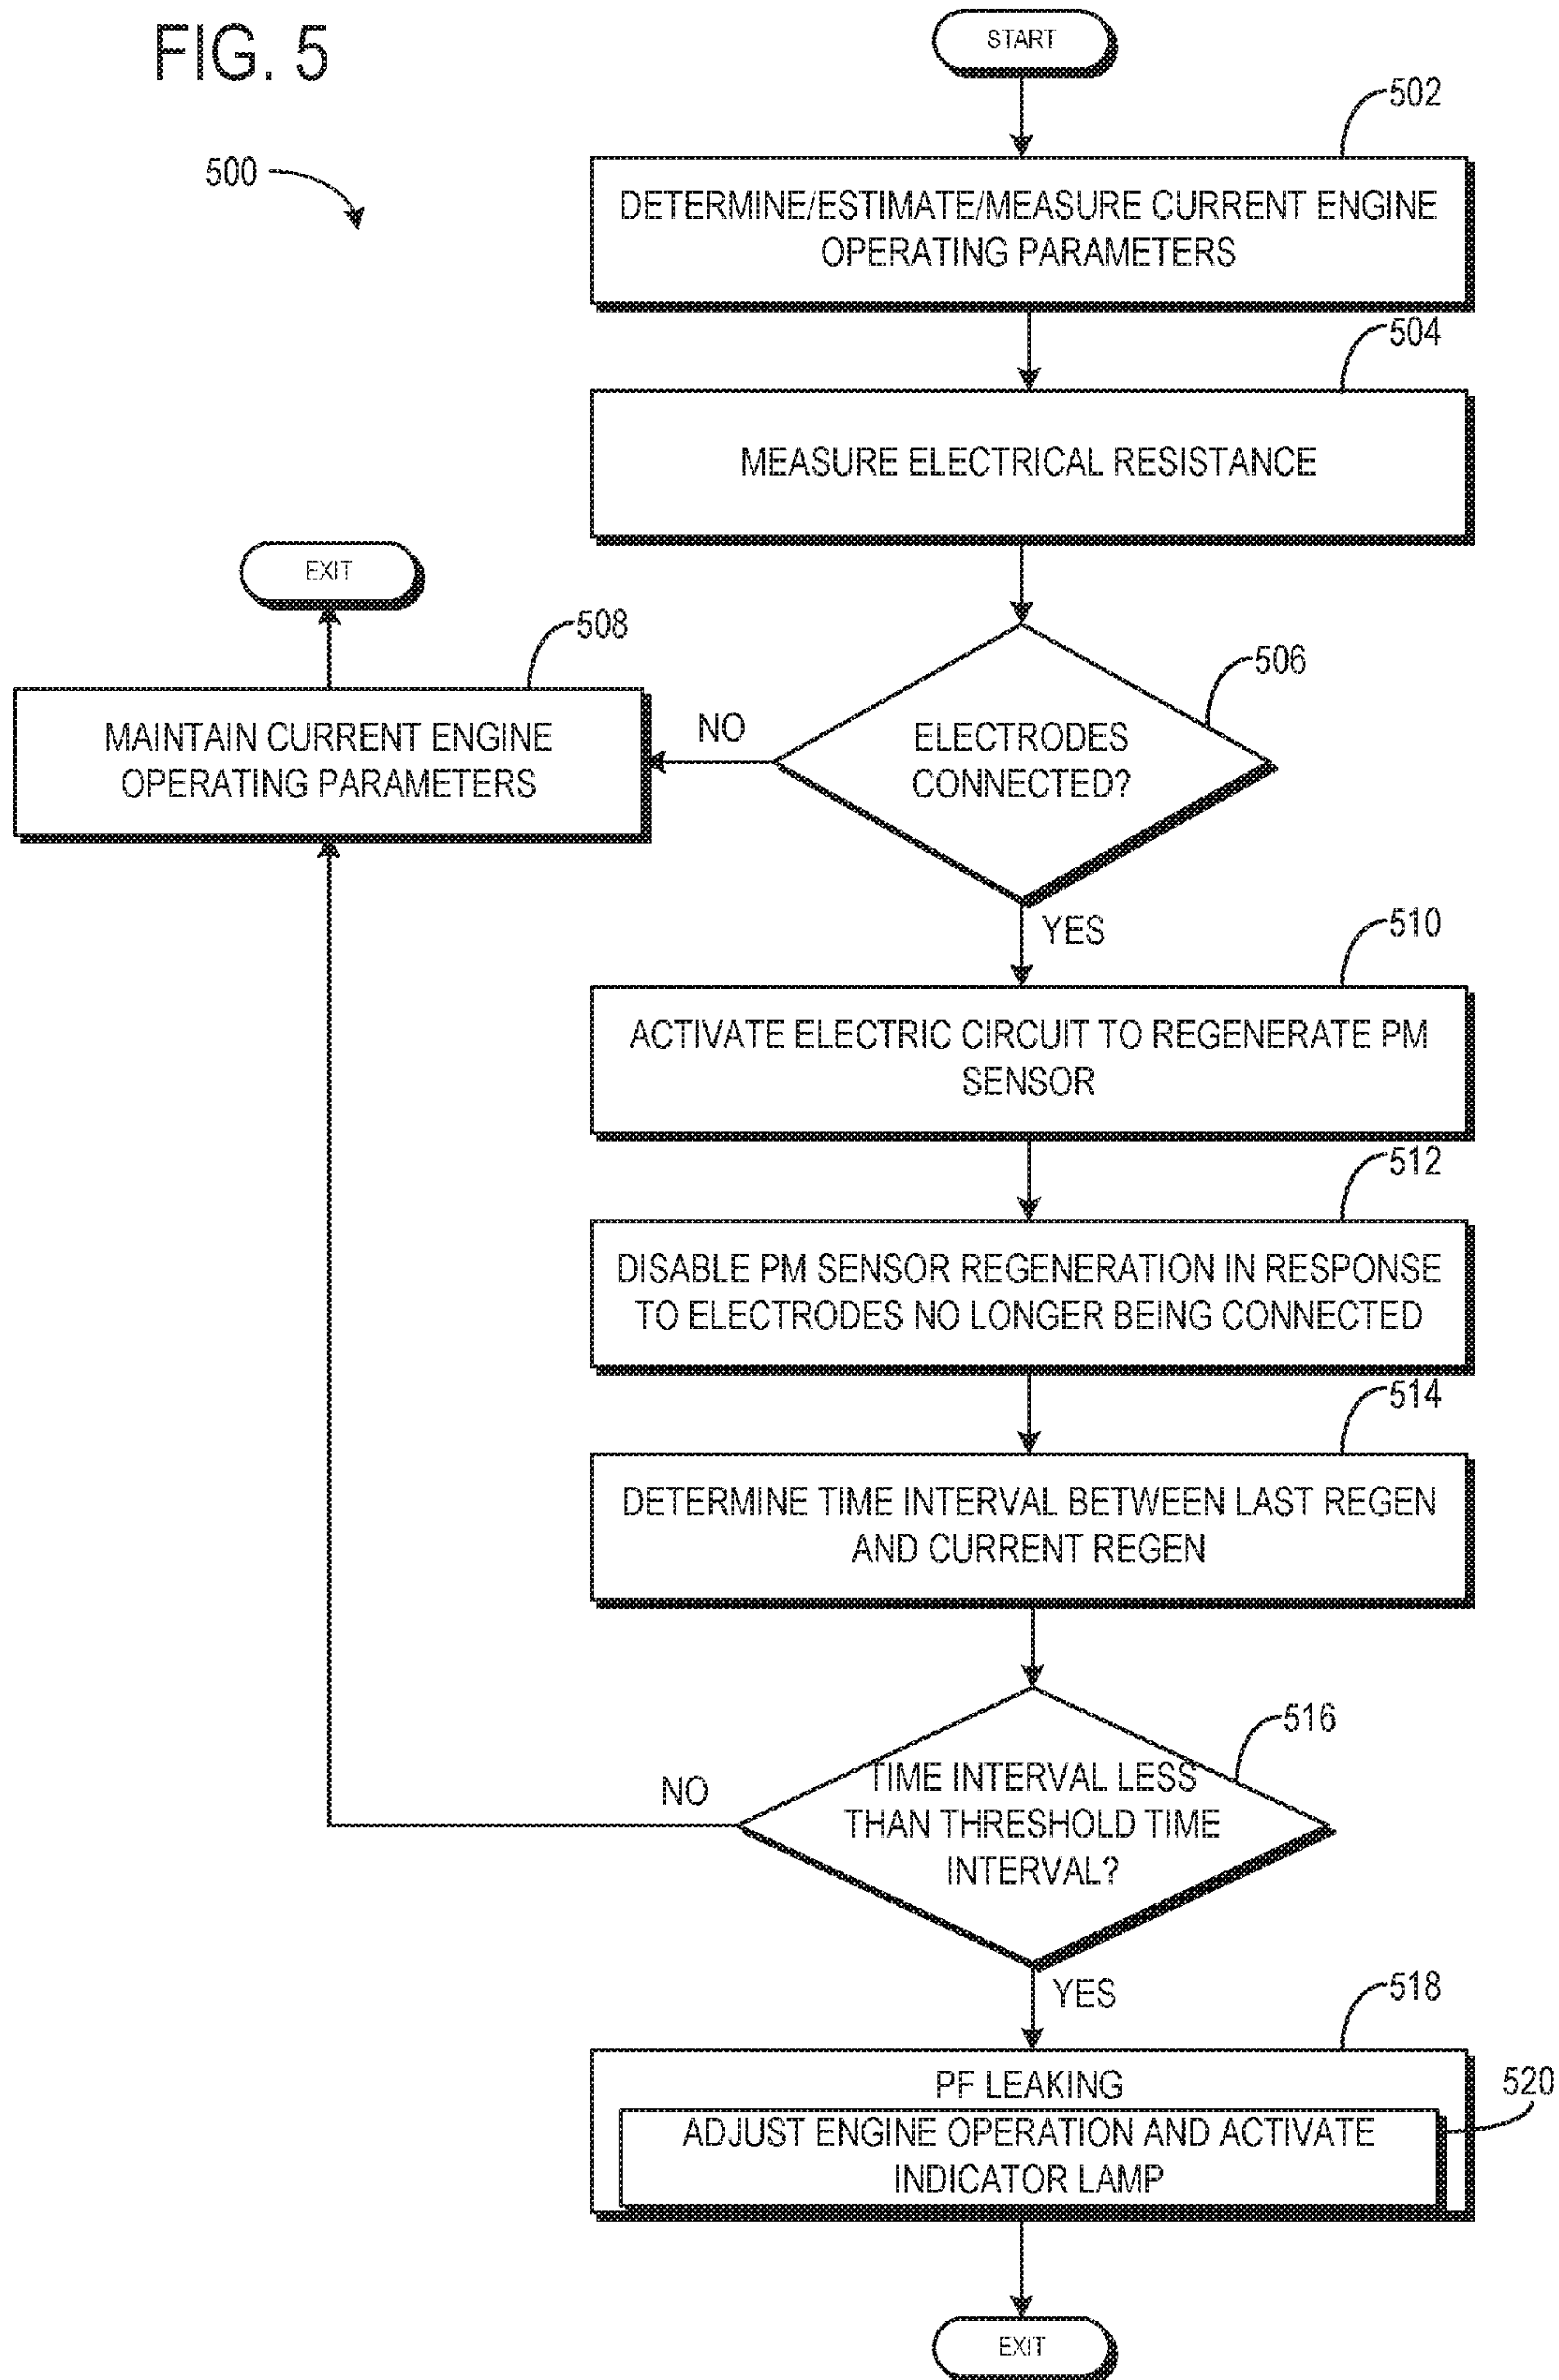 FIG. 5
500
START
502
DETERMINE/ESTIMATE/MEASURE CURRENT ENGINE
OPERATING PARAMETERS
504
MEASURE ELECTRICAL RESISTANCE
EXIT
508
MAINTAIN CURRENT ENGINE
OPERATING PARAMETERS
NO
506
ELECTRODES
CONNECTED?
YES
510
ACTIVATE ELECTRIC CIRCUIT TO REGENERATE PM
SENSOR
512
DISABLE PM SENSOR REGENERATION IN RESPONSE
TO ELECTRODES NO LONGER BEING CONNECTED
514
DETERMINE TIME INTERVAL BETWEEN LAST REGEN
AND CURRENT REGEN
516
NO
TIME INTERVAL LESS
THAN THRESHOLD TIME
INTERVAL?
YES
518
PF LEAKING
520
ADJUST ENGINE OPERATION AND ACTIVATE
INDICATOR LAMP
EXIT